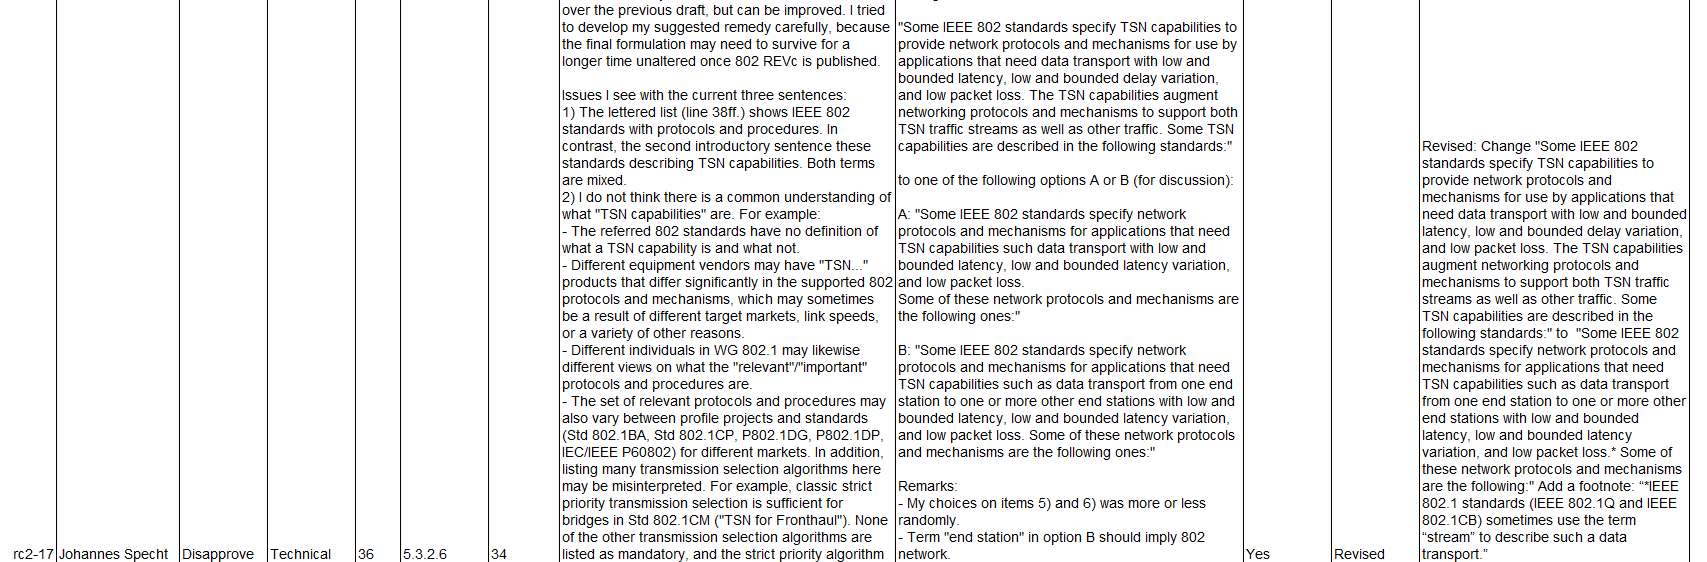 over the previous draft, but can be improved. I tried
to develop my suggested remedy carefully, because
the final formulation may need to survive for a
longer time unaltered once 802 REVc is published.

Issues I see with the current three sentences:
1) The lettered list (line 38ff.) shows IEEE 802
standards with protocols and procedures. In
contrast, the second introductory sentence these
standards describing TSN capabilities. Both terms
are mixed.
2) I do not think there is a common understanding of
what "TSN capabilities" are. For example:
- The referred 802 standards have no definition of
what a TSN capability is and what not.
- Different equipment vendors may have "TSN..."
products that differ significantly in the supported 802
protocols and mechanisms, which may sometimes
be a result of different target markets, link speeds,
or a variety of other reasons.
- Different individuals in WG 802.1 may likewise
different views on what the "relevant"/"important"
protocols and procedures are.
- The set of relevant protocols and procedures may
also vary between profile projects and standards
(Std 802.1BA, Std 802.1CP, P802.1DG, P802.1DP,
IEC/IEEE P60802) for different markets. In addition,
listing many transmission selection algorithms here
may be misinterpreted. For example, classic strict
priority transmission selection is sufficient for
bridges in Std 802.1CM ("TSN for Fronthaul"). None
of the other transmission selection algorithms are
listed as mandatory, and the strict priority algorithm

"Some IEEE 802 standards specify TSN capabilities to
provide network protocols and mechanisms for use by
applications that need data transport with low and
bounded latency, low and bounded delay variation,
and low packet loss. The TSN capabilities augment
networking protocols and mechanisms to support both
TSN traffic streams as well as other traffic. Some TSN
capabilities are described in the following standards:"

to one of the following options A or B (for discussion):

A: "Some IEEE 802 standards specify network
protocols and mechanisms for applications that need
TSN capabilities such data transport with low and
bounded latency, low and bounded latency variation,
and low packet loss.
Some of these network protocols and mechanisms are
the following ones:"

B: "Some IEEE 802 standards specify network
protocols and mechanisms for applications that need
TSN capabilities such as data transport from one end
station to one or more other end stations with low and
bounded latency, low and bounded latency variation,
and low packet loss. Some of these network protocols
and mechanisms are the following ones:"

Remarks:
- My choices on items 5) and 6) was more or less
randomly.
- Term "end station" in option B should imply 802
network.

Revised: Change "Some IEEE 802
standards specify TSN capabilities to
provide network protocols and
mechanisms for use by applications that
need data transport with low and bounded
latency, low and bounded delay variation,
and low packet loss. The TSN capabilities
augment networking protocols and
mechanisms to support both TSN traffic
streams as well as other traffic. Some
TSN capabilities are described in the
following standards:" to  "Some IEEE 802
standards specify network protocols and
mechanisms for applications that need
TSN capabilities such as data transport
from one end station to one or more other
end stations with low and bounded
latency, low and bounded latency
variation, and low packet loss.* Some of
these network protocols and mechanisms
are the following:" Add a footnote: “*IEEE
802.1 standards (IEEE 802.1Q and IEEE
802.1CB) sometimes use the term
“stream” to describe such a data
transport.”

rc2-17 Johannes Specht Disapprove Technical 36 5.3.2.6 34 Yes Revised